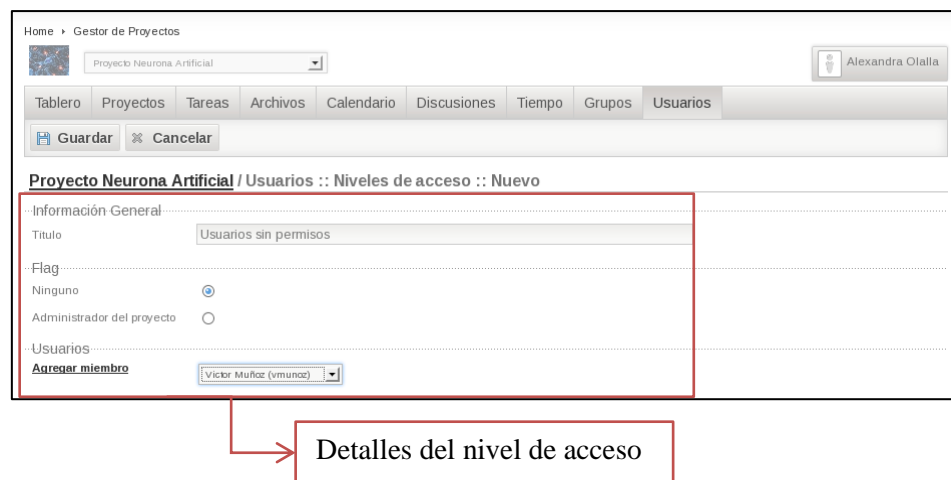 Home › Gestor de Proyectos
Proyecto Neurona Artificial
Alexandra Olalla
Tablero Proyectos Tareas Archivos Calendario Discusiones Tiempo Grupos Usuarios
Guardar Cancelar
Proyecto Neurona Artificial / Usuarios :: Niveles de acceso :: Nuevo
Información General
Título Usuarios sin permisos
Flag
Ninguno
Administrador del proyecto
Usuarios
Agregar miembro Victor Muñoz (vmunoz)
Detalles del nivel de acceso